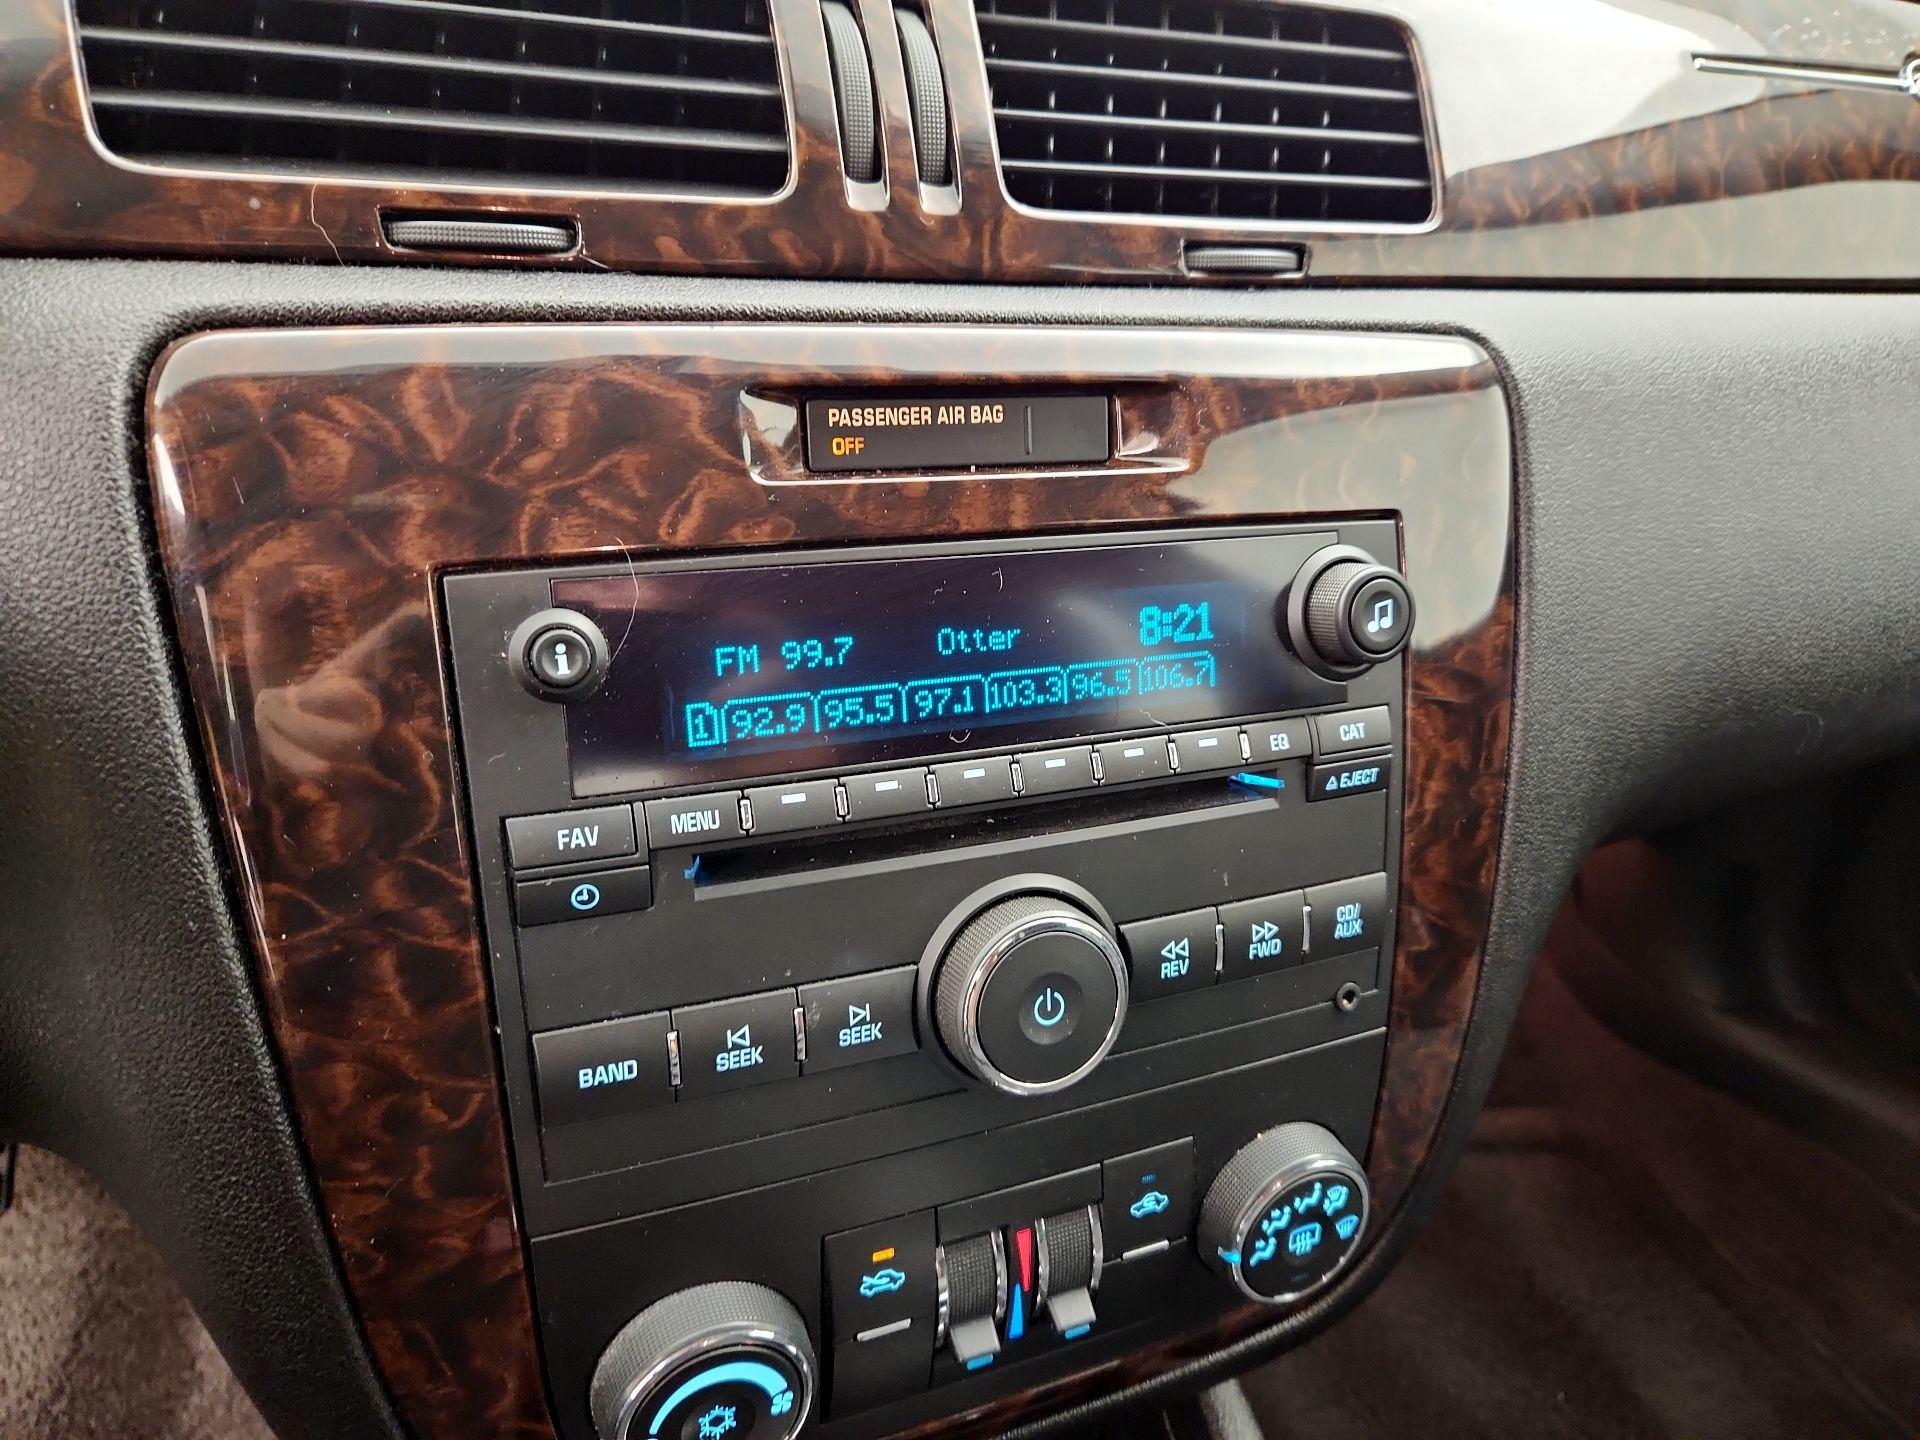 PASSENGER AIR BAG
OFF
i
FM 99.7 Otter 8:21
1 92.9 95.5 97.1 103.3 96.5 106.7
CAT
EQ
EJECT
MENU
FAV
REV
FWD
CD/
AUX
BAND
SEEK
SEEK